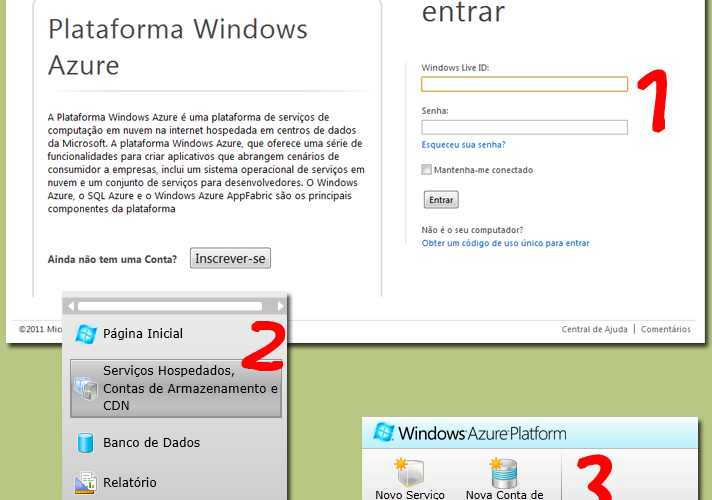 entrar
Plataforma Windows
Azure
Windows Live ID:
1
A Plataforma Windows Azure é uma plataforma de serviços de
computação em nuvem na internet hospedada em centros de dados
da Microsoft. A plataforma Windows Azure, que oferece uma série de
funcionalidades para criar aplicativos que abrangem cenários de
consumidor a empresas, inclui um sistema operacional de serviços em
nuvem e um conjunto de serviços para desenvolvedores. O Windows
Azure, o SQL Azure e o Windows Azure AppFabric são os principais
componentes da plataforma
Senha:
Esqueceu sua senha?
Mantenha-me conectado
Entrar
Não é o seu computador?
Obter um código de uso único para entrar
Ainda não tem uma Conta? Inscrever-se
©2011
Central de Ajuda | Comentários
Página Inicial
2
Serviços Hospedados,
Contas de Armazenamento e
CDN
Banco de Dados
Relatório
Windows Azure Platform
3
Novo Serviço
Nova Conta de